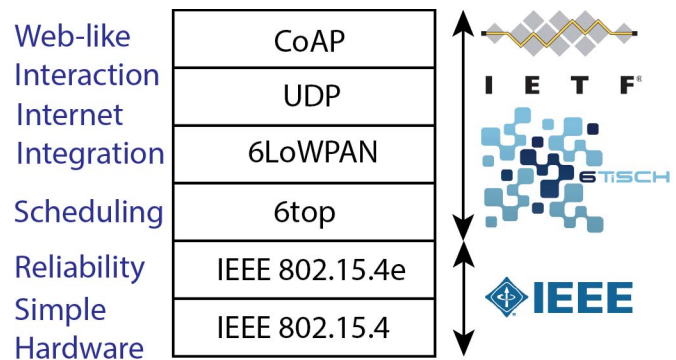 Web-like
Interaction
Internet
Integration
Scheduling
Reliability
Simple
Hardware
CoAP
UDP
6LoWPAN
6top
IEEE 802.15.4e
IEEE 802.15.4
I E T F®
6TiSCH
IEEE